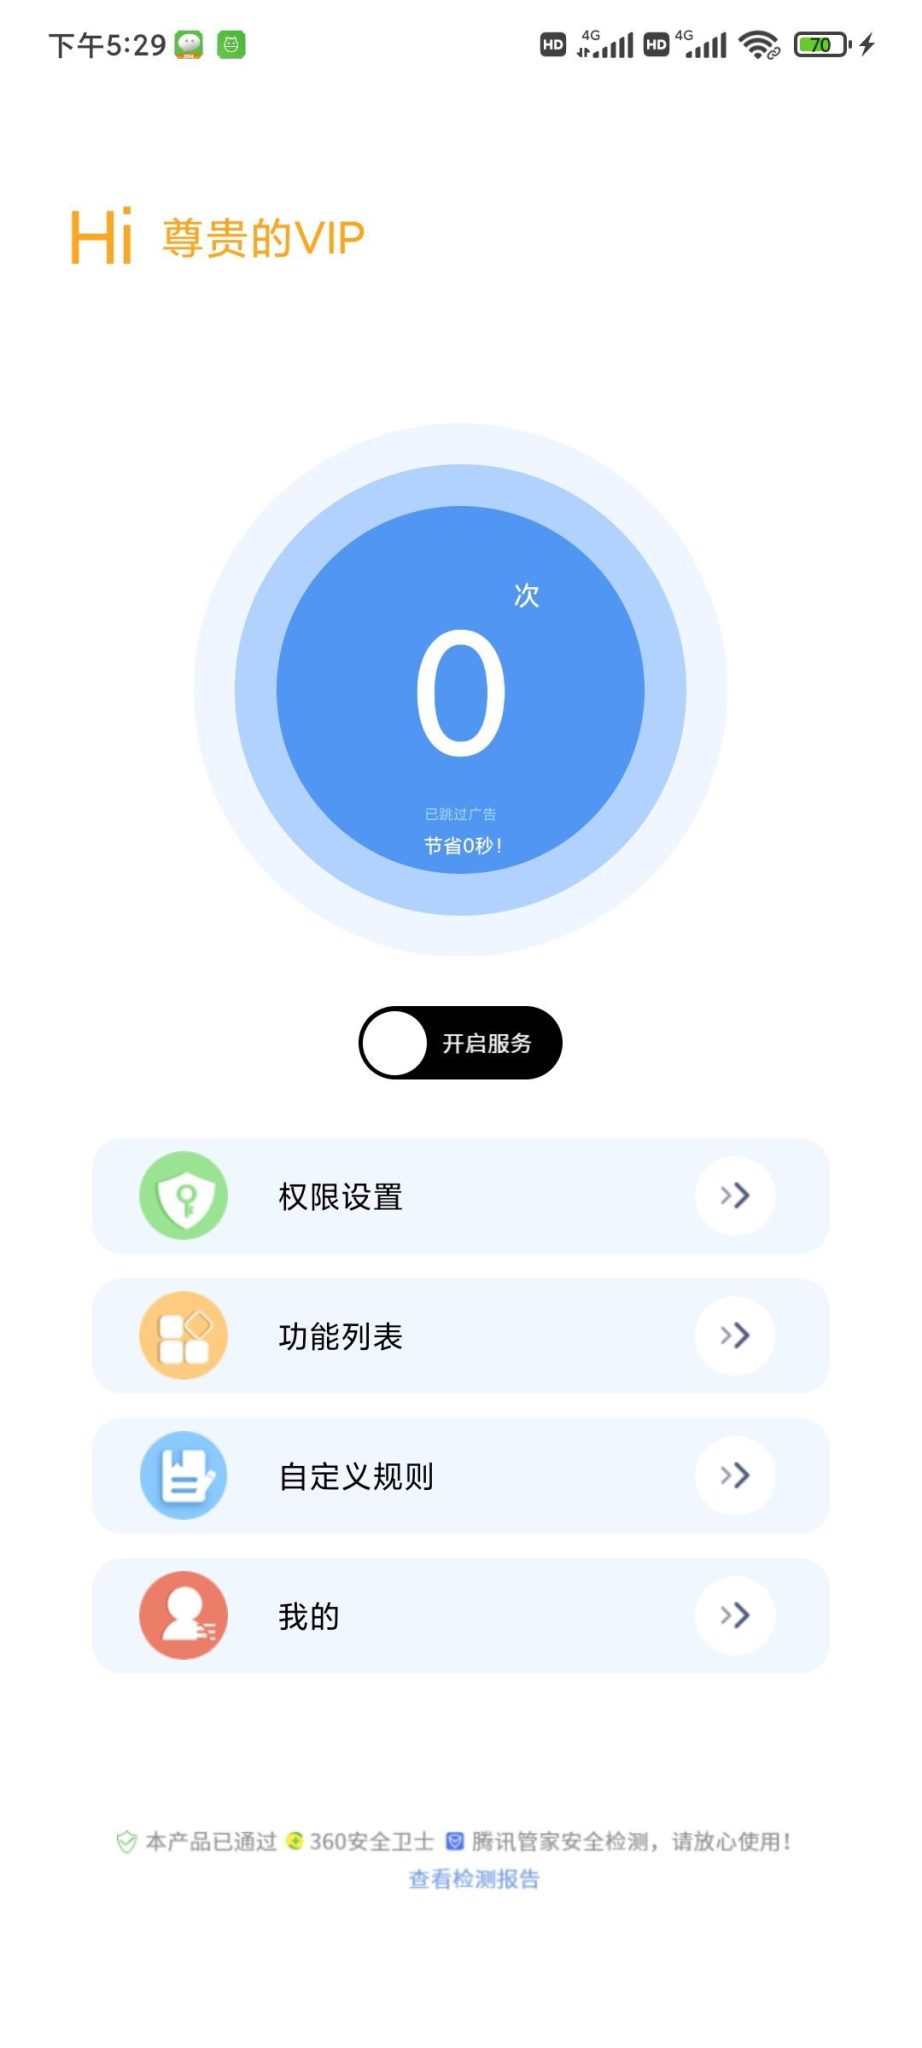 下午5:29
HD 4G HD 4G 70
Hi 尊贵的VIP
次
0
已跳过广告
节省0秒!
开启服务
权限设置
功能列表
自定义规则
我的
本产品已通过 360安全卫士 腾讯管家安全检测，请放心使用!
查看检测报告